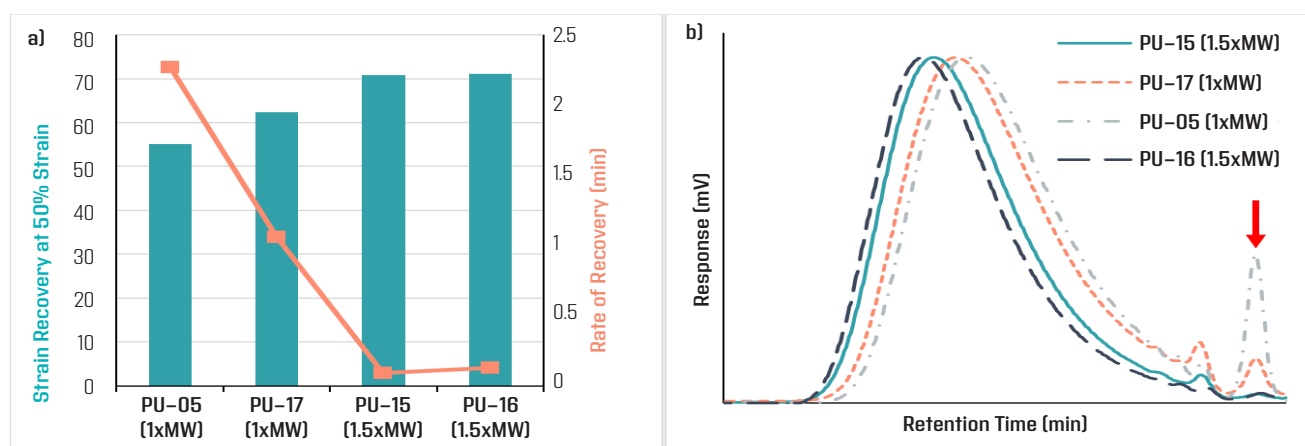 a)
Strain Recovery at 50% Strain
80
70
60
50
40
30
20
10
0
2.5
2
1.5
1
0.5
0
Rate of Recovery (min)
PU–05
(1xMW)
PU–17
(1xMW)
PU–15
(1.5xMW)
PU–16
(1.5xMW)
b)
Response (mV)
PU–15 (1.5xMW)
PU–17 (1xMW)
PU–05 (1xMW)
PU–16 (1.5xMW)
Retention Time (min)